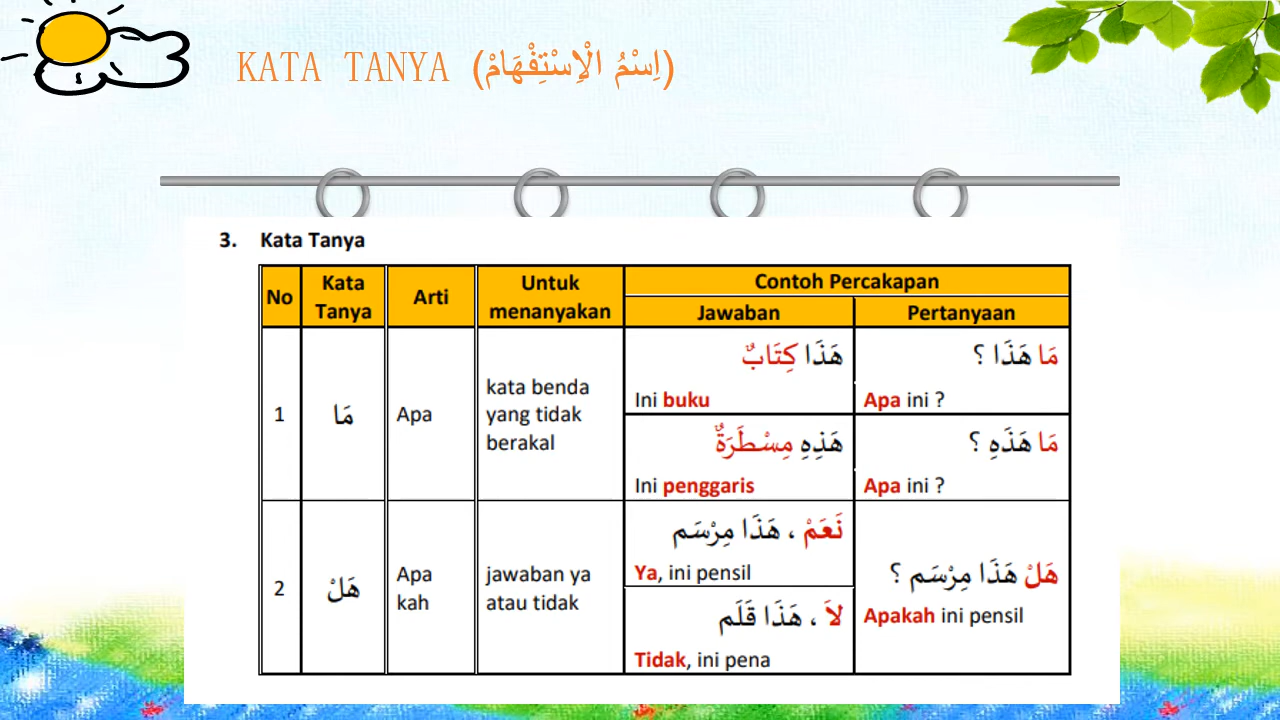 KATA TANYA (اِسْمُ الْاِسْتِفْهَامْ)
3. Kata Tanya
No
Kata
Tanya
Arti
Untuk
menanyakan
Contoh Percakapan
Jawaban
Pertanyaan
1
مَا
Apa
kata benda
yang tidak
berakal
هَذَا كِتَابٌ
Ini buku
مَا هَذَا ؟
Apa ini ?
هَذِهِ مِسْطَرَةٌ
Ini penggaris
مَا هَذَهِ ؟
Apa ini ?
2
هَلْ
Apa
kah
jawaban ya
atau tidak
نَعَمْ ، هَذَا مِرْسَم
Ya, ini pensil
لاَ ، هَذَا قَلَم
Tidak, ini pena
هَلْ هَذَا مِرْسَم ؟
Apakah ini pensil